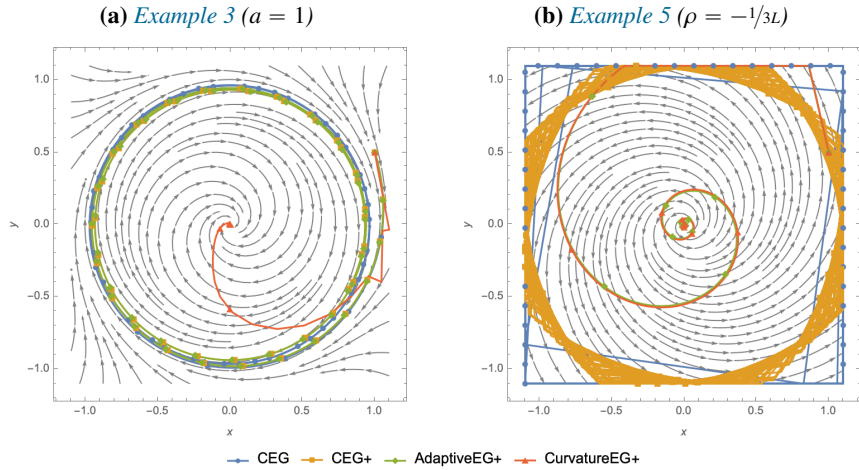 (a) Example 3 (a = 1)
(b) Example 5 (ρ = −1/3L)
1.0
0.5
0.0
−0.5
−1.0
y
−1.0 −0.5 0.0 0.5 1.0
x
1.0
0.5
0.0
−0.5
−1.0
y
−1.0 −0.5 0.0 0.5 1.0
x
CEG CEG+ AdaptiveEG+ CurvatureEG+